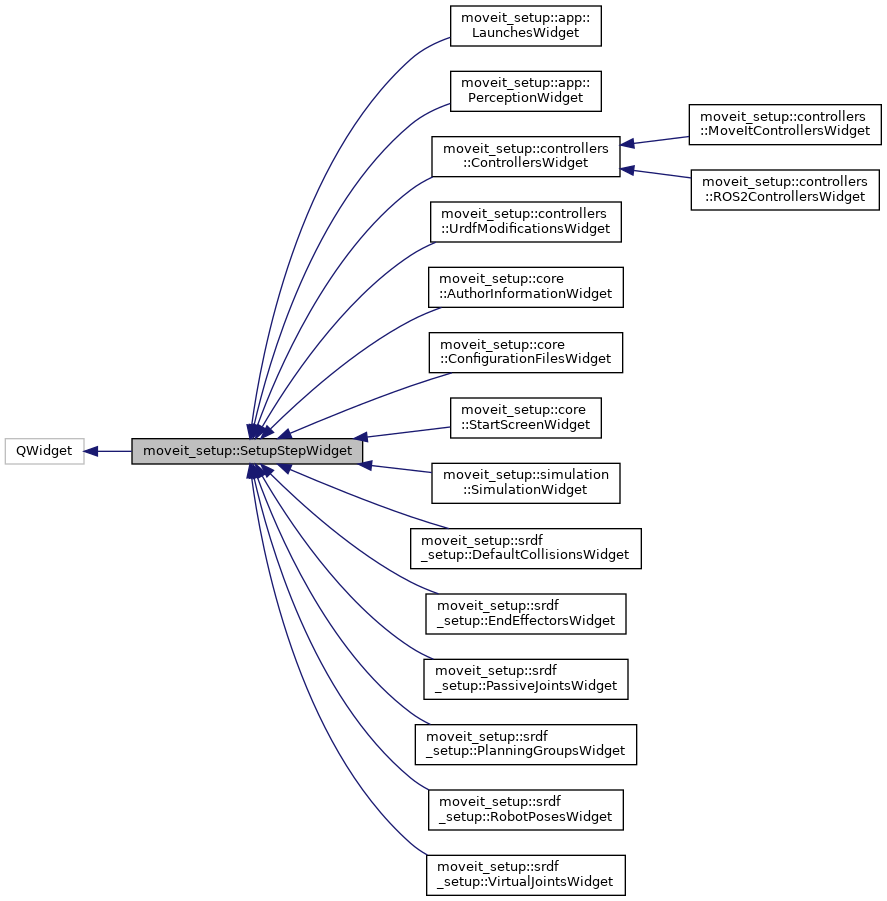 moveit_setup::app::
LaunchesWidget
moveit_setup::app::
PerceptionWidget
moveit_setup::controllers
::MoveItControllersWidget
moveit_setup::controllers
::ControllersWidget
moveit_setup::controllers
::ROS2ControllersWidget
moveit_setup::controllers
::UrdfModificationsWidget
moveit_setup::core
::AuthorInformationWidget
moveit_setup::core
::ConfigurationFilesWidget
moveit_setup::core
::StartScreenWidget
QWidget
moveit_setup::SetupStepWidget
moveit_setup::simulation
::SimulationWidget
moveit_setup::srdf
_setup::DefaultCollisionsWidget
moveit_setup::srdf
_setup::EndEffectorsWidget
moveit_setup::srdf
_setup::PassiveJointsWidget
moveit_setup::srdf
_setup::PlanningGroupsWidget
moveit_setup::srdf
_setup::RobotPosesWidget
moveit_setup::srdf
_setup::VirtualJointsWidget